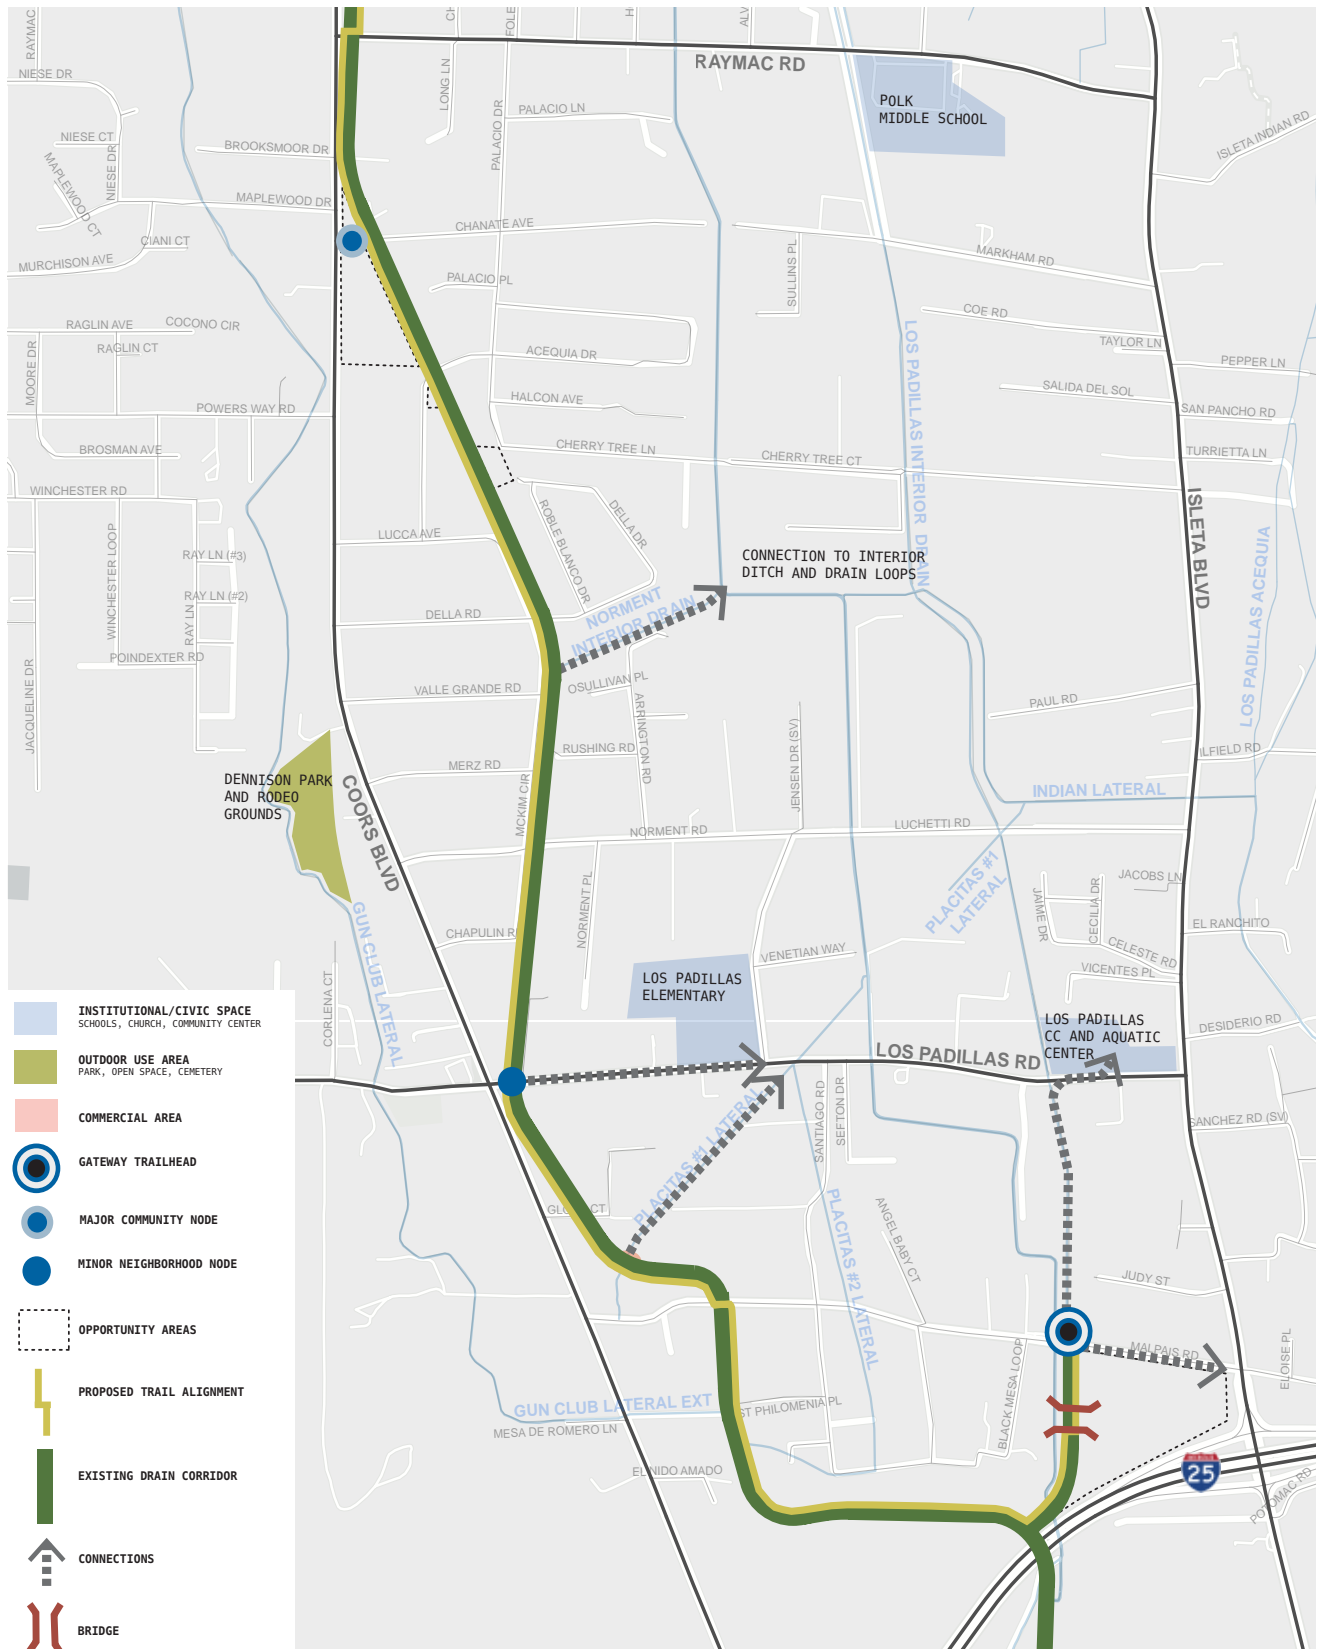 RAYMAC
LONG LN
FOLE
ALV
RAYMAC RD
NIESE DR
PALACIO LN
POLK
MIDDLE SCHOOL
ISLETA INDIAN RD
NIESE CT
BROOKSMOOR DR
PALACIO DR
MAPLEWOOD CT
NIESE DR
MAPLEWOOD DR
CHANATE AVE
CIANI CT
SULLINS PL
MARKHAM RD
MURCHISON AVE
PALACIO PL
COE RD
RAGLIN AVE
COCONO CIR
RAGLIN CT
ACEQUIA DR
TAYLOR LN
PEPPER LN
MOORE DR
LOS PADILLAS INTERIOR DRAIN
SALIDA DEL SOL
HALCON AVE
POWERS WAY RD
SAN PANCHO RD
BROSMAN AVE
CHERRY TREE LN
CHERRY TREE CT
TURRIETTA LN
WINCHESTER RD
ROBLE BLANCO DR
DELLA DR
ISLETA BLVD
LUCCA AVE
WINCHESTER LOOP
RAY LN (#3)
RAY LN (#2)
RAY LN
CONNECTION TO INTERIOR
DITCH AND DRAIN LOOPS
LOS PADILLAS ACEQUIA
DELLA RD
NORMENT
INTERIOR DRAIN
POINDEXTER RD
JACQUELINE DR
VALLE GRANDE RD
OSULLIVAN PL
PAUL RD
ARRINGTON RD
JENSEN DR (SV)
RUSHING RD
ILFIELD RD
MERZ RD
DENNISON PARK
AND RODEO
GROUNDS
COORS BLVD
MCKIM CIR
INDIAN LATERAL
NORMENT RD
LUCHETTI RD
PLACITAS #1
LATERAL
JACOBS LN
NORMENT PL
JAIME DR
CECILIA DR
EL RANCHITO
CHAPULIN R
CELESTE RD
GUN CLUB LATERAL
VENETIAN WAY
VICENTES PL
LOS PADILLAS
ELEMENTARY
CORLENA CT
LOS PADILLAS
CC AND AQUATIC
CENTER
DESIDERIO RD
LOS PADILLAS RD
SANTIAGO RD
SEFTON DR
SANCHEZ RD (SV)
PLACITAS #1 LATERAL
PLACITAS #2 LATERAL
ANGEL BABY CT
JUDY ST
MALPAIS RD
ELOISE PL
BLACK MESA LOOP
GUN CLUB LATERAL EXT
ST PHILOMENIA PL
MESA DE ROMERO LN
EL NIDO AMADO
25
POTOMAC RD
INSTITUTIONAL/CIVIC SPACE
SCHOOLS, CHURCH, COMMUNITY CENTER
OUTDOOR USE AREA
PARK, OPEN SPACE, CEMETERY
COMMERCIAL AREA
GATEWAY TRAILHEAD
MAJOR COMMUNITY NODE
MINOR NEIGHBORHOOD NODE
OPPORTUNITY AREAS
PROPOSED TRAIL ALIGNMENT
EXISTING DRAIN CORRIDOR
CONNECTIONS
BRIDGE